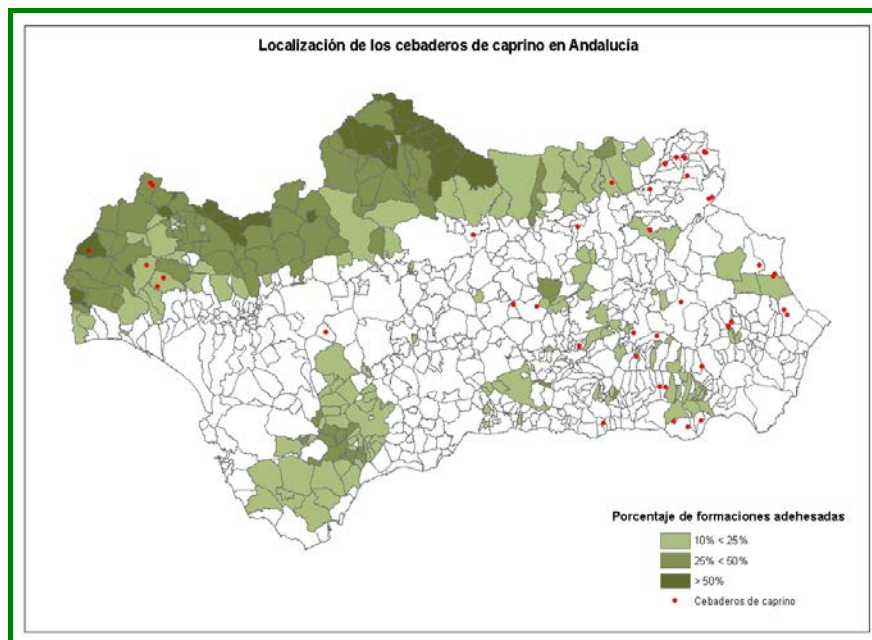 Localización de los cebaderos de caprino en Andalucía
Porcentaje de formaciones adehesadas
10% < 25%
25% < 50%
> 50%
Cebaderos de caprino